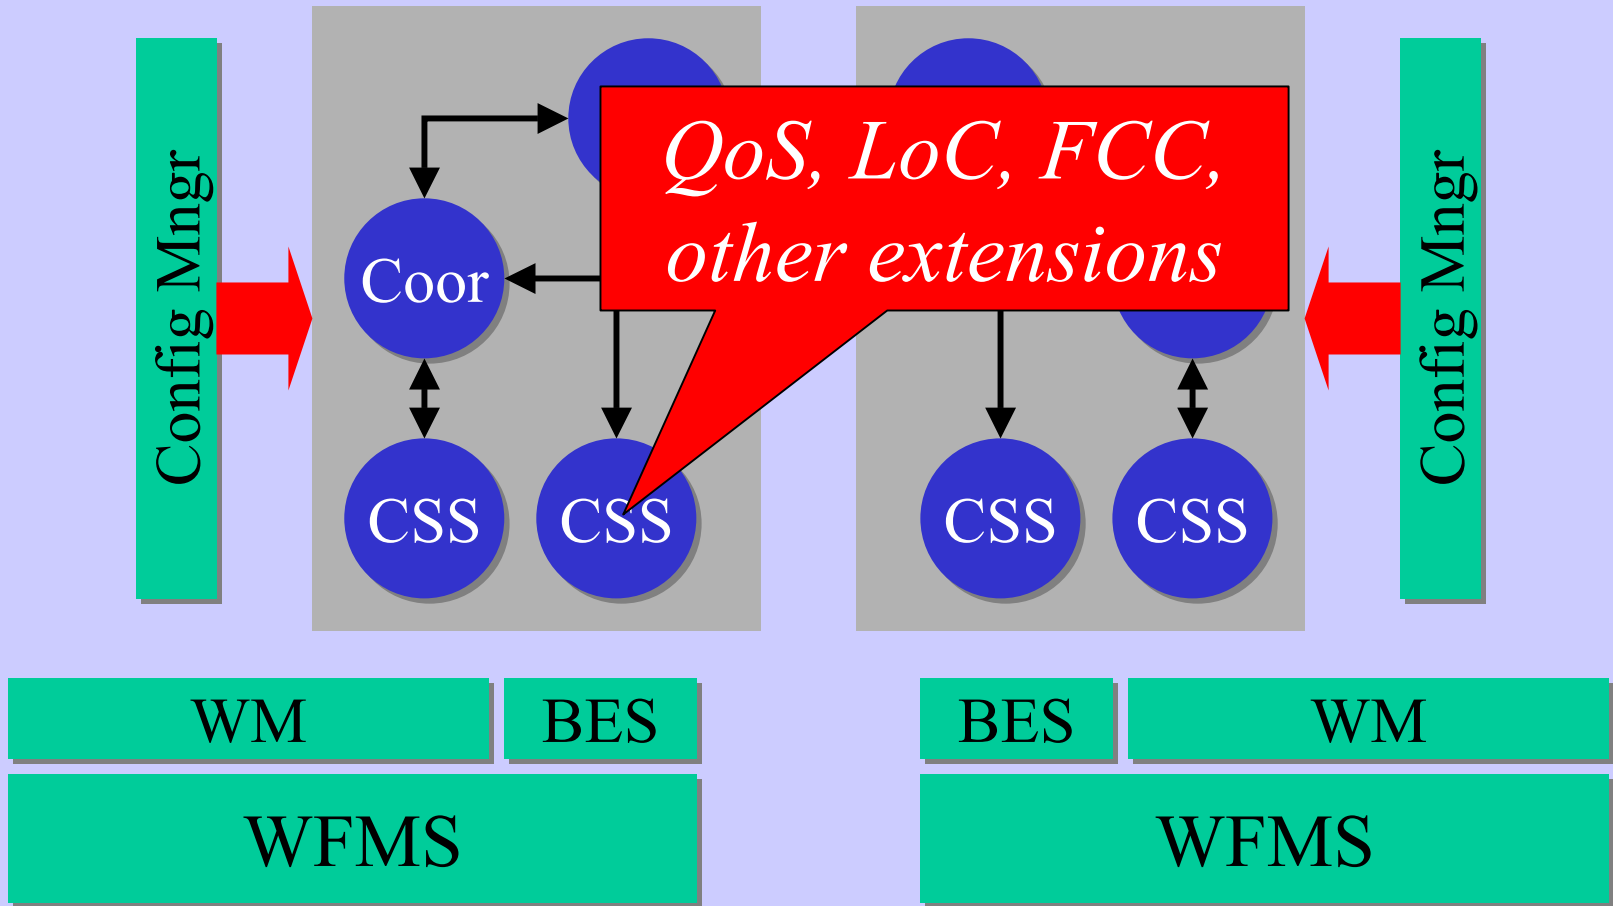 Config Mngr
QoS, LoC, FCC,
other extensions
Coor
Config Mngr
CSS
CSS
CSS
CSS
WM
BES
BES
WM
WFMS
WFMS